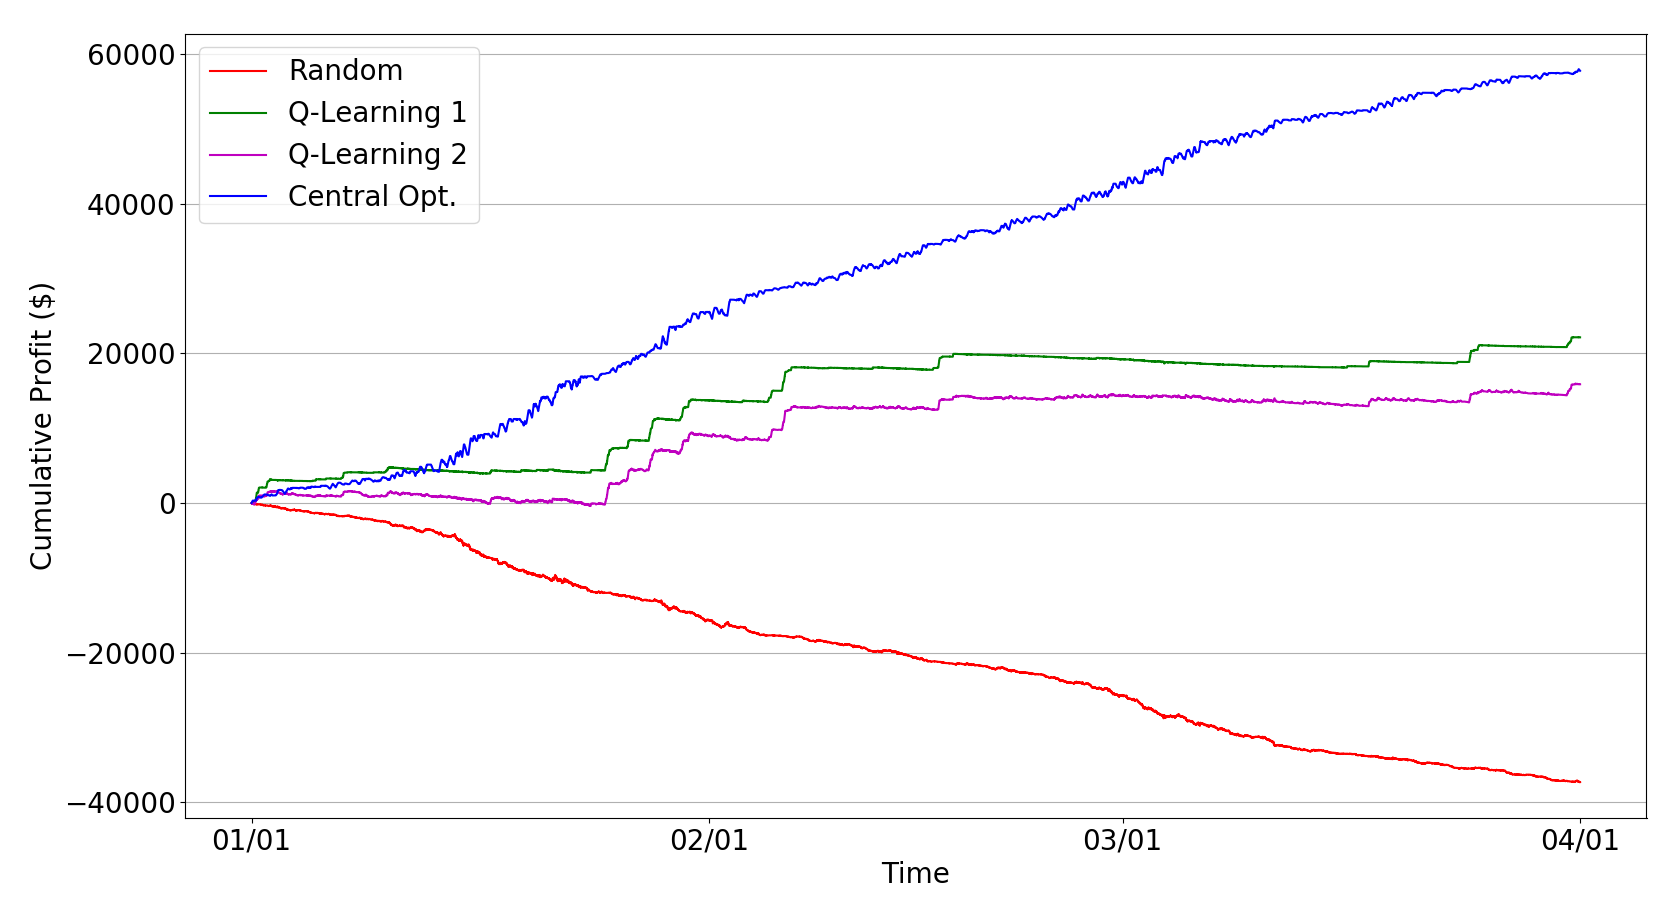 60000
40000
20000
0
−20000
−40000
Cumulative Profit ($)
Random
Q-Learning 1
Q-Learning 2
Central Opt.
01/01
02/01
03/01
04/01
Time